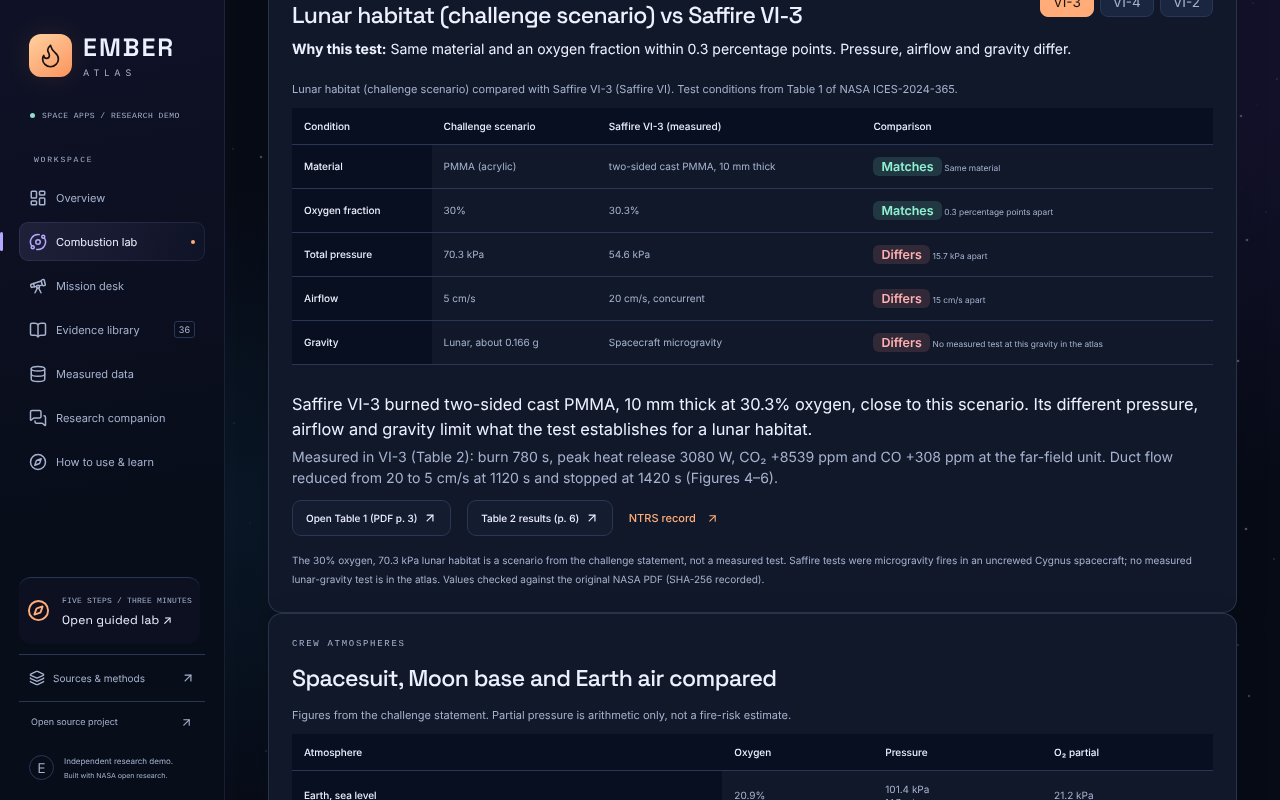 EMBER
ATLAS
SPACE APPS / RESEARCH DEMO
WORKSPACE
Overview
Combustion lab
Mission desk
Evidence library 36
Measured data
Research companion
How to use & learn
FIVE STEPS / THREE MINUTES
Open guided lab
Sources & methods
Open source project
E
Independent research demo.
Built with NASA open research.
Lunar habitat (challenge scenario) vs Saffire VI-3
VI-3 VI-4 VI-2
Why this test: Same material and an oxygen fraction within 0.3 percentage points. Pressure, airflow and gravity differ.
Lunar habitat (challenge scenario) compared with Saffire VI-3 (Saffire VI). Test conditions from Table 1 of NASA ICES-2024-365.
Condition Challenge scenario Saffire VI-3 (measured) Comparison
Material PMMA (acrylic) two-sided cast PMMA, 10 mm thick Matches Same material
Oxygen fraction 30% 30.3% Matches 0.3 percentage points apart
Total pressure 70.3 kPa 54.6 kPa Differs 15.7 kPa apart
Airflow 5 cm/s 20 cm/s, concurrent Differs 15 cm/s apart
Gravity Lunar, about 0.166 g Spacecraft microgravity Differs No measured test at this gravity in the atlas
Saffire VI-3 burned two-sided cast PMMA, 10 mm thick at 30.3% oxygen, close to this scenario. Its different pressure,
airflow and gravity limit what the test establishes for a lunar habitat.
Measured in VI-3 (Table 2): burn 780 s, peak heat release 3080 W, CO₂ +8539 ppm and CO +308 ppm at the far-field unit. Duct flow
reduced from 20 to 5 cm/s at 1120 s and stopped at 1420 s (Figures 4–6).
Open Table 1 (PDF p. 3) Table 2 results (p. 6) NTRS record
The 30% oxygen, 70.3 kPa lunar habitat is a scenario from the challenge statement, not a measured test. Saffire tests were microgravity fires in an uncrewed Cygnus spacecraft; no measured
lunar-gravity test is in the atlas. Values checked against the original NASA PDF (SHA-256 recorded).
CREW ATMOSPHERES
Spacesuit, Moon base and Earth air compared
Figures from the challenge statement. Partial pressure is arithmetic only, not a fire-risk estimate.
Atmosphere Oxygen Pressure O₂ partial
Earth, sea level 20.9% 101.4 kPa 21.2 kPa